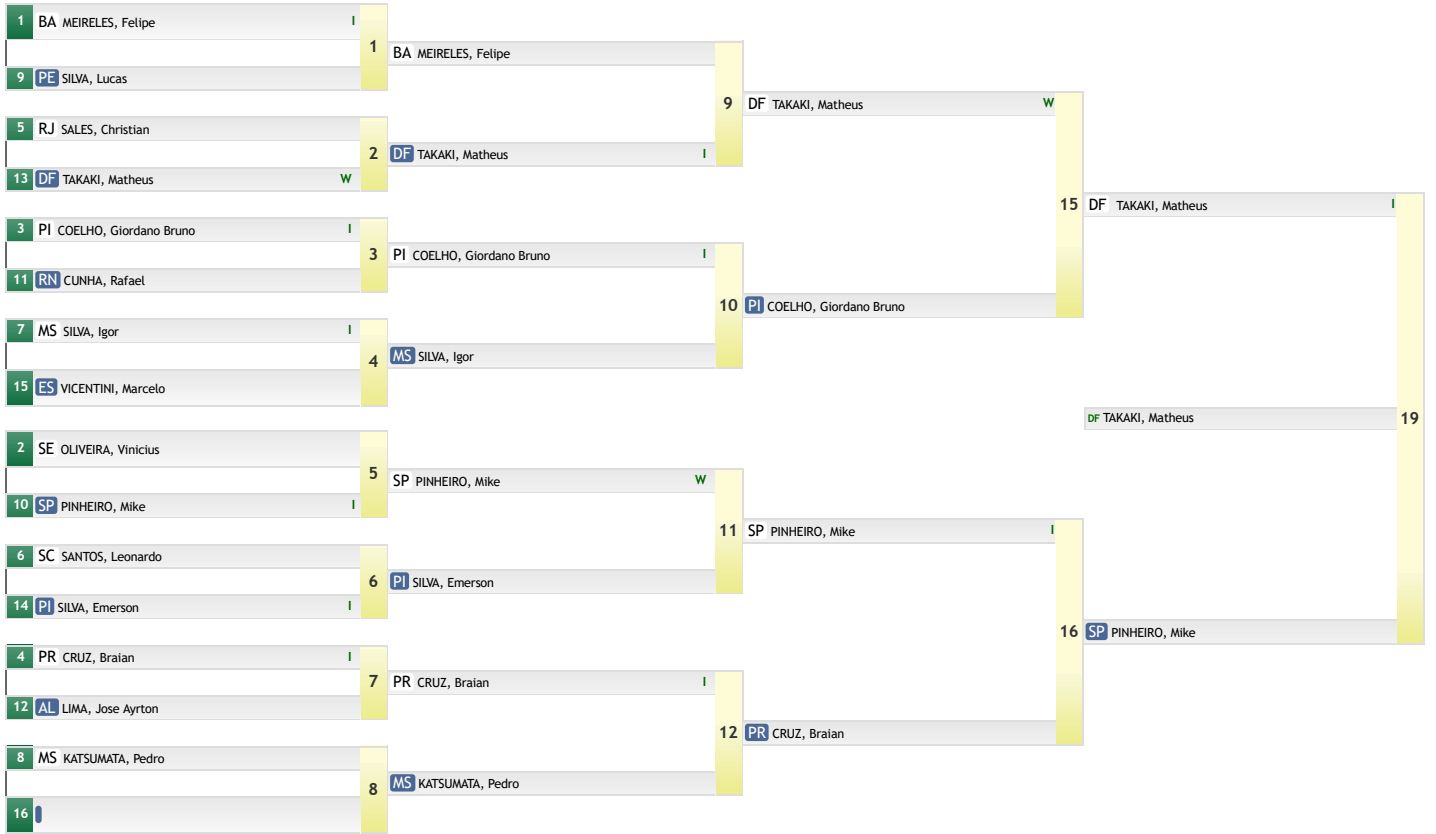 1 BA MEIRELES, Felipe I
9 PE SILVA, Lucas
1
5 RJ SALES, Christian
13 DF TAKAKI, Matheus W
2
3 PI COELHO, Giordano Bruno I
11 RN CUNHA, Rafael
3
7 MS SILVA, Igor I
15 ES VICENTINI, Marcelo
4
2 SE OLIVEIRA, Vinicius
10 SP PINHEIRO, Mike I
5
6 SC SANTOS, Leonardo
14 PI SILVA, Emerson I
6
4 PR CRUZ, Braian I
12 AL LIMA, Jose Ayrton
7
8 MS KATSUMATA, Pedro
16
8
BA MEIRELES, Felipe
DF TAKAKI, Matheus I
9
PI COELHO, Giordano Bruno I
MS SILVA, Igor
10
SP PINHEIRO, Mike W
PI SILVA, Emerson
11
PR CRUZ, Braian I
MS KATSUMATA, Pedro
12
DF TAKAKI, Matheus W
PI COELHO, Giordano Bruno
15
SP PINHEIRO, Mike I
PR CRUZ, Braian
16
DF TAKAKI, Matheus I
DF TAKAKI, Matheus
19
SP PINHEIRO, Mike